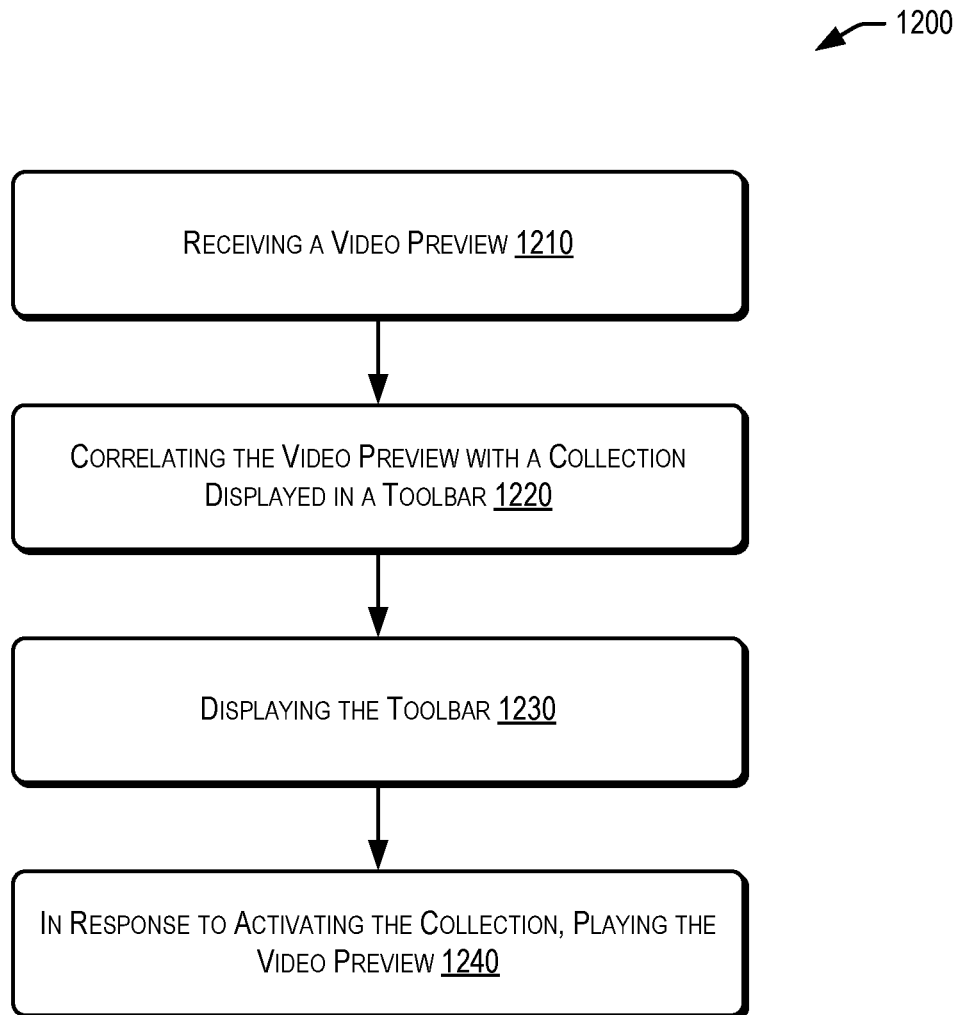 1200
RECEIVING A VIDEO PREVIEW 1210
CORRELATING THE VIDEO PREVIEW WITH A COLLECTION
DISPLAYED IN A TOOLBAR 1220
DISPLAYING THE TOOLBAR 1230
IN RESPONSE TO ACTIVATING THE COLLECTION, PLAYING THE
VIDEO PREVIEW 1240